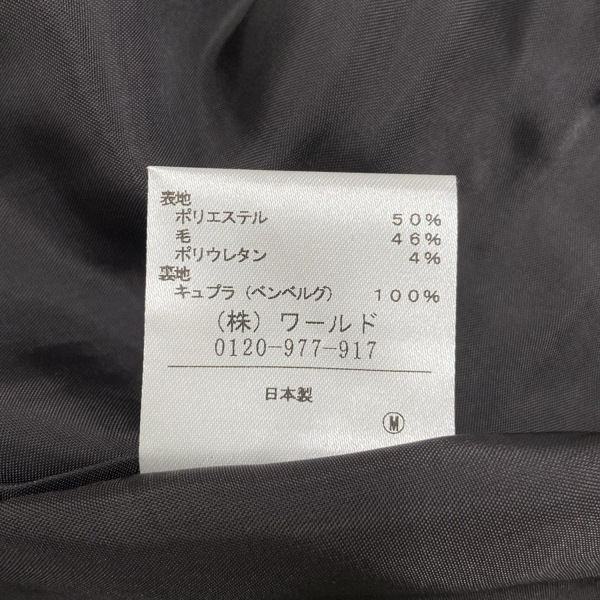 表地
ポリエステル 50%
毛 46%
ポリウレタン 4%
裏地
キュプラ(ベンベルグ) 100%
(株)ワールド
0120-977-917
日本製
Ⓜ